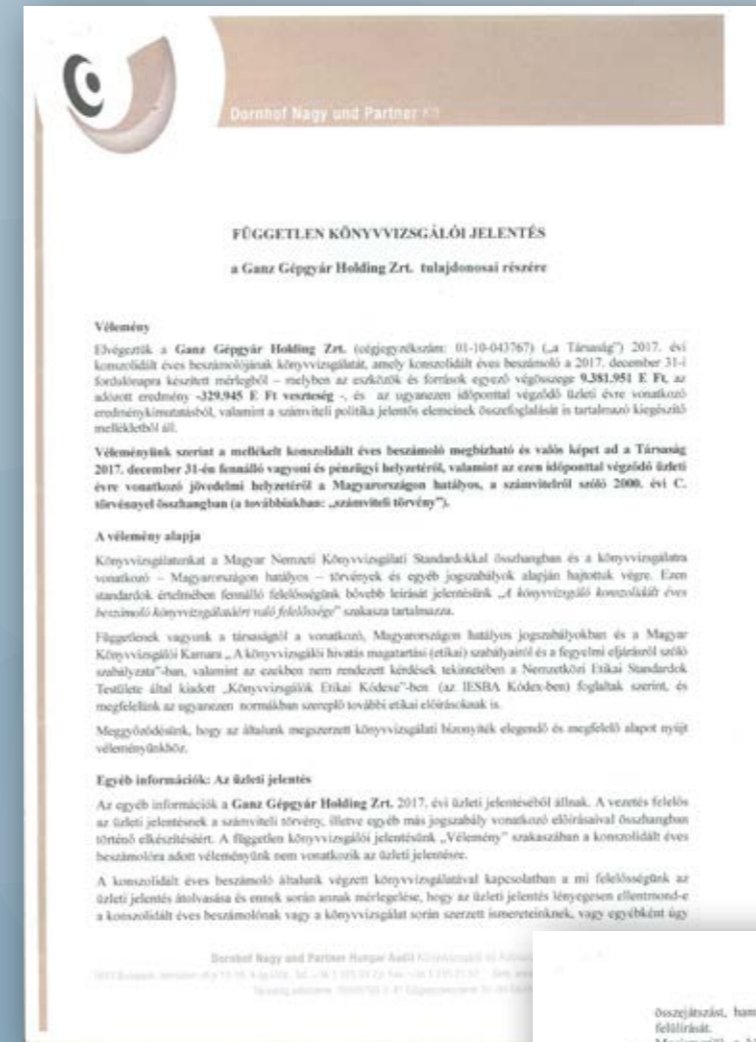 Dornhof Nagy und Partner Kft
FÜGGETLEN KÖNYVVIZSGÁLÓI JELENTÉS
a Ganz Gépgyár Holding Zrt. tulajdonosai részére
Vélemény
Elvégeztük a Ganz Gépgyár Holding Zrt. (cégjegyzékszám: 01-10-043767) („a Társaság”) 2017. évi
konszolidált éves beszámolójának könyvvizsgálatát, amely konszolidált éves beszámoló a 2017. december 31-i
fordulónapra készített mérlegből – melyben az eszközök és források egyező végösszege 9.381.951 E Ft, az
adózott eredmény -329.945 E Ft veszteség -, és az ugyanezen időponttal végződő üzleti évre vonatkozó
eredménykimutatásból, valamint a számviteli politika jelentős elemeinek összefoglalását is tartalmazó kiegészítő
mellékletből áll.
Véleményünk szerint a mellékelt konszolidált éves beszámoló megbízható és valós képet ad a Társaság
2017. december 31-én fennálló vagyoni és pénzügyi helyzetéről, valamint az ezen időponttal végződő üzleti
évre vonatkozó jövedelmi helyzetéről a Magyarországon hatályos, a számvitelről szóló 2000. évi C.
törvénnyel összhangban (a továbbiakban: „számviteli törvény”).
A vélemény alapja
Könyvvizsgálatunkat a Magyar Nemzeti Könyvvizsgálati Standardokkal összhangban és a könyvvizsgálatra
vonatkozó – Magyarországon hatályos – törvények és egyéb jogszabályok alapján hajtottuk végre. Ezen
standardok értelmében fennálló felelősségünk bővebb leírását jelentésünk „A könyvvizsgáló konszolidált éves
beszámoló könyvvizsgálatáért való felelőssége” szakasza tartalmazza.
Függetlenek vagyunk a társaságtól a vonatkozó, Magyarországon hatályos jogszabályokban és a Magyar
Könyvvizsgálói Kamara „A könyvvizsgálói hivatás magatartási (etikai) szabályairól és a fegyelmi eljárásról szóló
szabályzata”-ban, valamint az ezekben nem rendezett kérdések tekintetében a Nemzetközi Etikai Standardok
Testülete által kiadott „Könyvvizsgálók Etikai Kódexe”-ben (az IESBA Kódex-ben) foglaltak szerint, és
megfelelünk az ugyanezen normákban szereplő további etikai előírásoknak is.
Meggyőződésünk, hogy az általunk megszerzett könyvvizsgálati bizonyíték elegendő és megfelelő alapot nyújt
véleményünkhöz.
Egyéb információk: Az üzleti jelentés
Az egyéb információk a Ganz Gépgyár Holding Zrt. 2017. évi üzleti jelentéséből állnak. A vezetés felelős
az üzleti jelentésnek a számviteli törvény, illetve egyéb más jogszabály vonatkozó előírásaival összhangban
történő elkészítéséért. A független könyvvizsgálói jelentésünk „Vélemény” szakaszában a konszolidált éves
beszámolóra adott véleményünk nem vonatkozik az üzleti jelentésre.
A konszolidált éves beszámoló általunk végzett könyvvizsgálatával kapcsolatban a mi felelősségünk az
üzleti jelentés átolvasása és ennek során annak mérlegelése, hogy az üzleti jelentés lényegesen ellentmond-e
a konszolidált éves beszámolónak vagy a könyvvizsgálat során szerzett ismereteinknek, vagy egyébként úgy
Dornhof Nagy und Partner Hungar Audit
összejátszást, ham
felülírását.